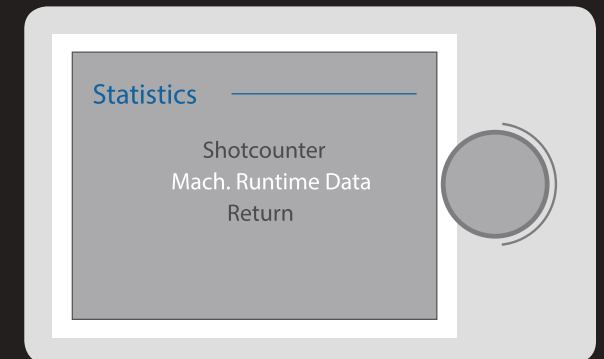 Statistics
Shotcounter
Mach. Runtime Data
Return